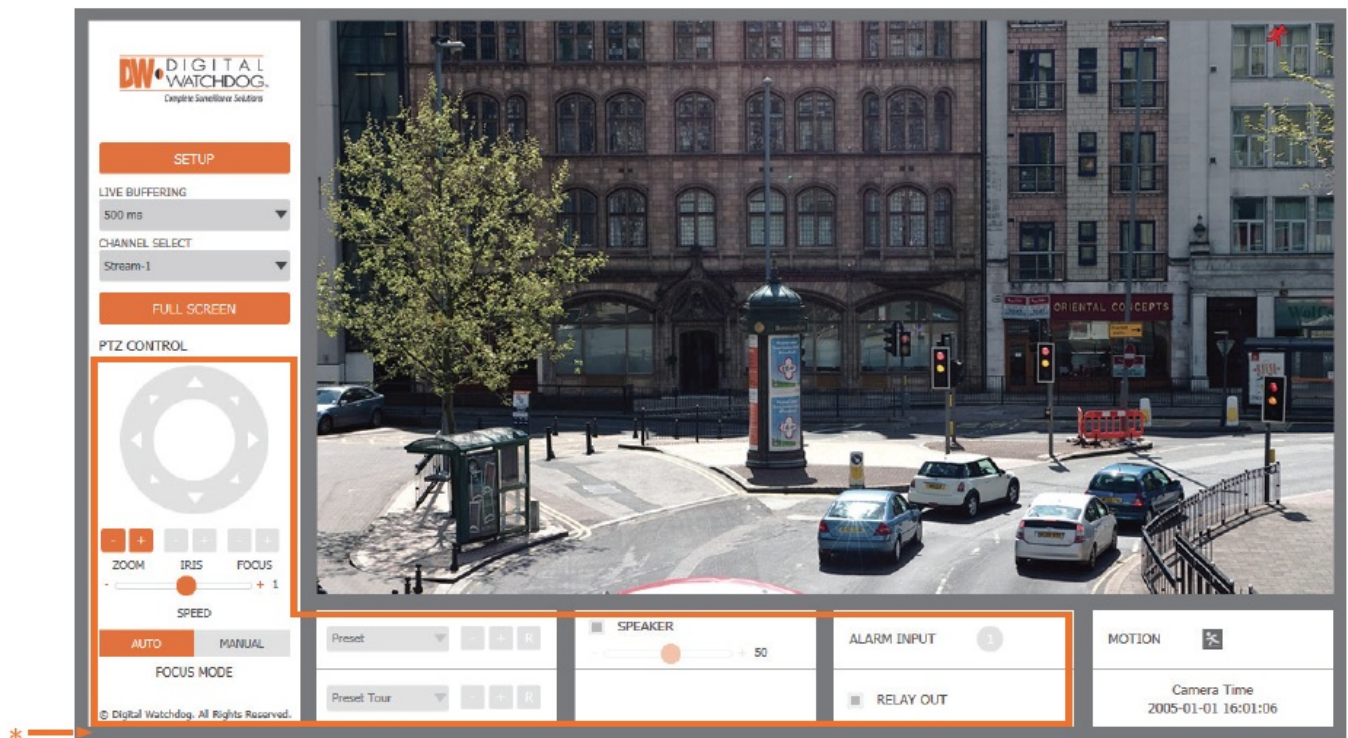 DW DIGITAL
WATCHDOG
Complete Surveillance Solutions
SETUP
LIVE BUFFERING
500 ms
CHANNEL SELECT
Stream-1
FULL SCREEN
PTZ CONTROL
- + - + - +
ZOOM IRIS FOCUS
- + 1
SPEED
AUTO MANUAL
FOCUS MODE
© Digital Watchdog. All Rights Reserved.
*
ORIENTAL CONCEPTS
Preset - + R
Preset Tour - + R
SPEAKER
- + 50
ALARM INPUT 1
RELAY OUT
MOTION
Camera Time
2005-01-01 16:01:06